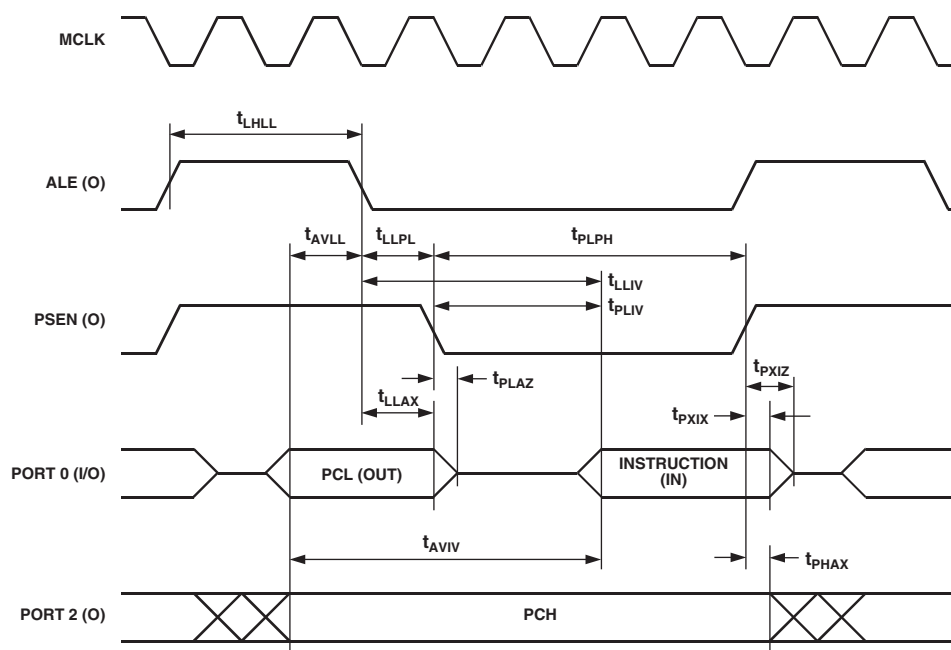 MCLK
tLHLL
ALE (O)
tAVLL tLLPL tPLPH
tLLIV
tPLIV
PSEN (O)
tPXIZ
tPLAZ
tLLAX
tPXIX
PORT 0 (I/O)
PCL (OUT)
INSTRUCTION
(IN)
tAVIV
tPHAX
PORT 2 (O)
PCH